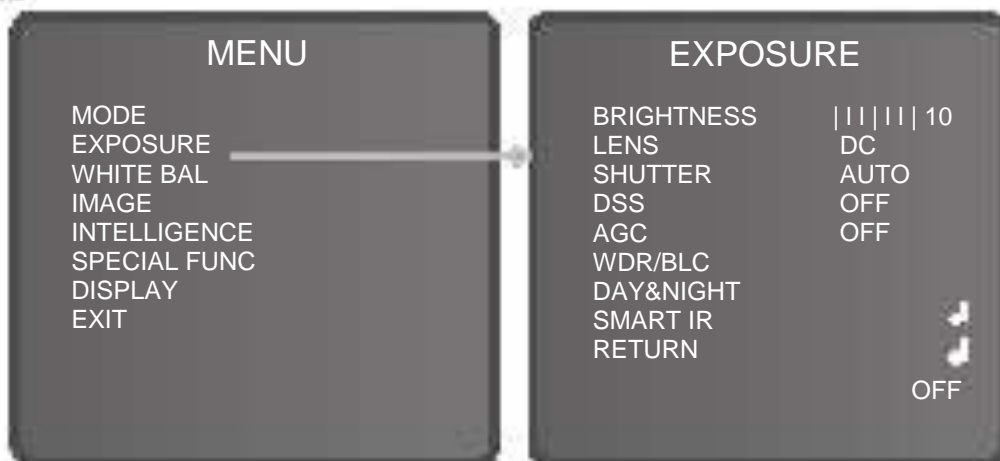 MENU
MODE
EXPOSURE
WHITE BAL
IMAGE
INTELLIGENCE
SPECIAL FUNC
DISPLAY
EXIT
EXPOSURE
BRIGHTNESS | I I | I I | 10
LENS DC
SHUTTER AUTO
DSS OFF
AGC OFF
WDR/BLC
DAY&NIGHT
SMART IR
RETURN
OFF